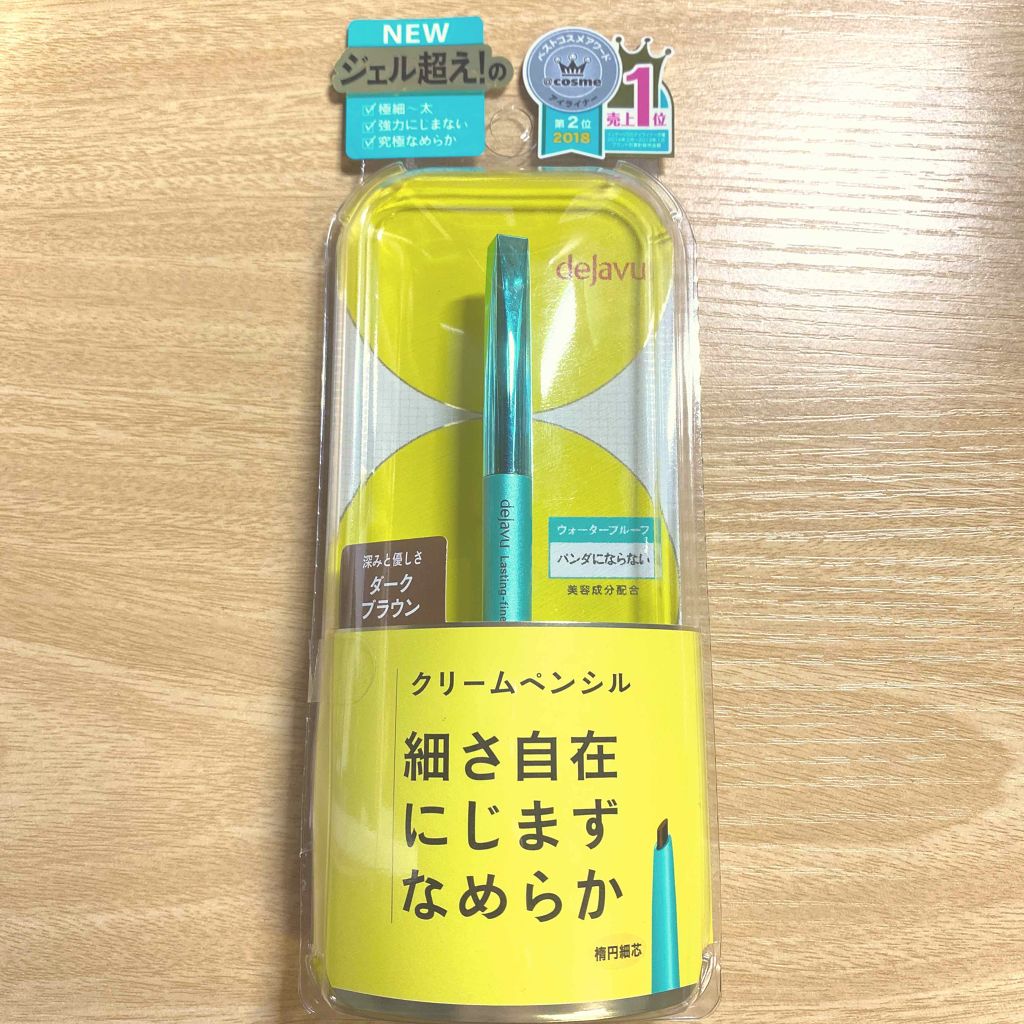 NEW
ジェル超え!の
極細~太
強力にじまない
究極なめらか
ベストコスメアワード
@cosme
アイライナー
第2位
2018
売上1位
dejavu
dejavu Lasting-fine
ウォータープルーフ
パンダにならない
美容成分配合
深みと優しさ
ダーク
ブラウン
クリームペンシル
細さ自在
にじまず
なめらか
楕円細芯